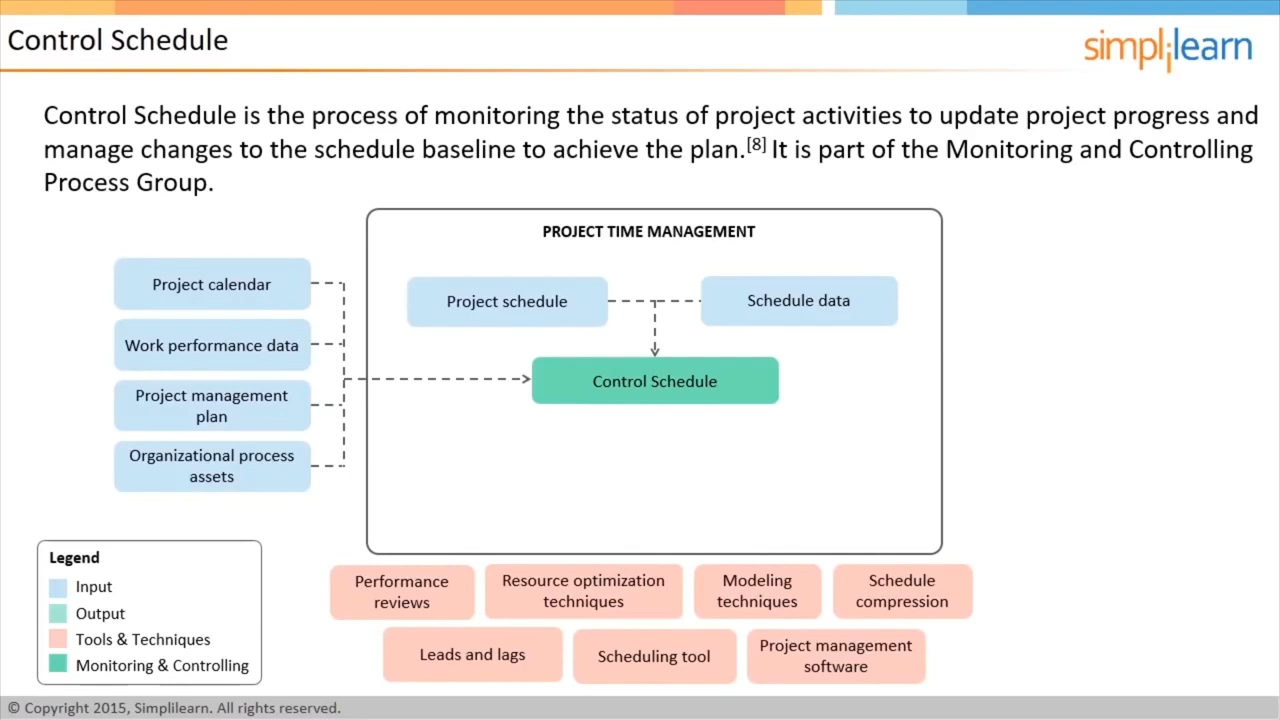 Control Schedule
simplilearn
Control Schedule is the process of monitoring the status of project activities to update project progress and
manage changes to the schedule baseline to achieve the plan.[8] It is part of the Monitoring and Controlling
Process Group.
PROJECT TIME MANAGEMENT
Project calendar
Work performance data
Project management
plan
Organizational process
assets
Project schedule
Schedule data
Control Schedule
Legend
Input
Output
Tools & Techniques
Monitoring & Controlling
Performance
reviews
Resource optimization
techniques
Modeling
techniques
Schedule
compression
Leads and lags
Scheduling tool
Project management
software
© Copyright 2015, Simplilearn. All rights reserved.